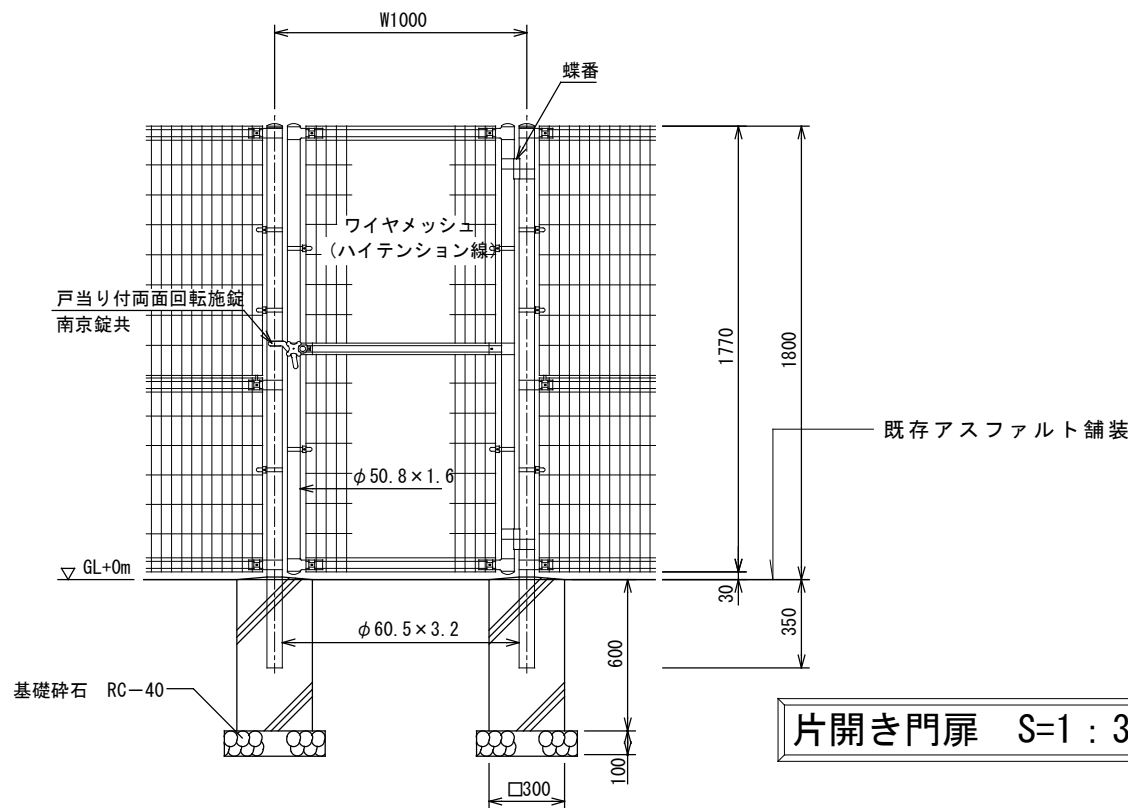 W1000
蝶番
ワイヤメッシュ
(ハイテンション線)
戸当り付両面回転施錠
南京錠共
1770
1800
既存アスファルト舗装
φ50.8×1.6
GL+0m
30
350
φ60.5×3.2
600
基礎砕石 RC−40
100
□300
片開き門扉 S=1：3